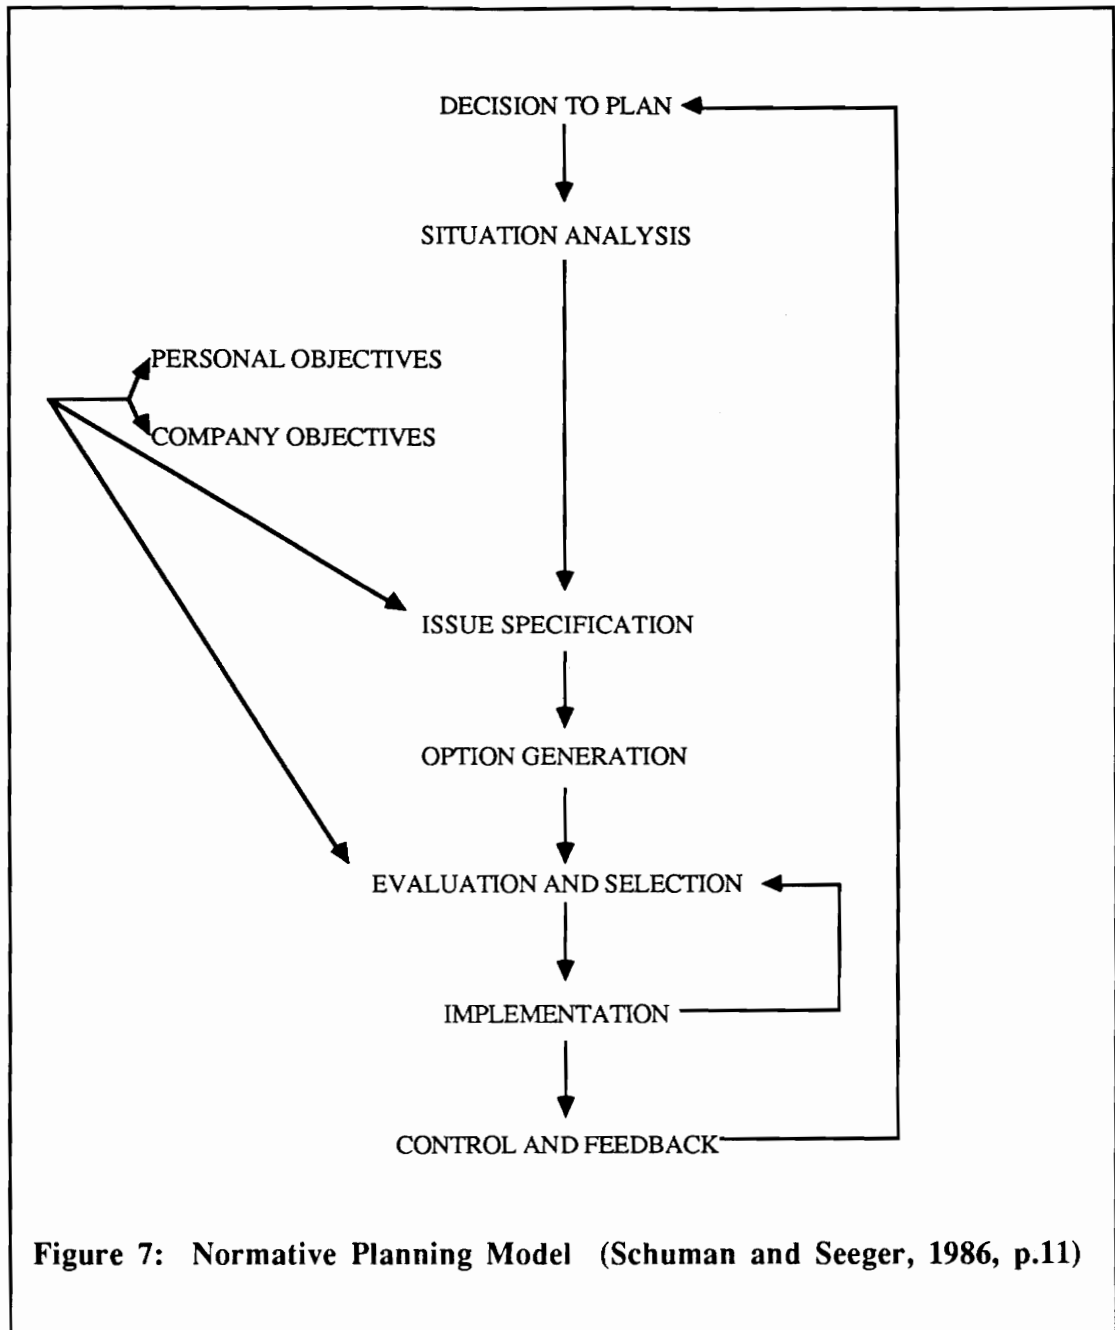 DECISION TO PLAN
SITUATION ANALYSIS
PERSONAL OBJECTIVES
COMPANY OBJECTIVES
ISSUE SPECIFICATION
OPTION GENERATION
EVALUATION AND SELECTION
IMPLEMENTATION
CONTROL AND FEEDBACK
Figure 7: Normative Planning Model (Schuman and Seeger, 1986, p.11)